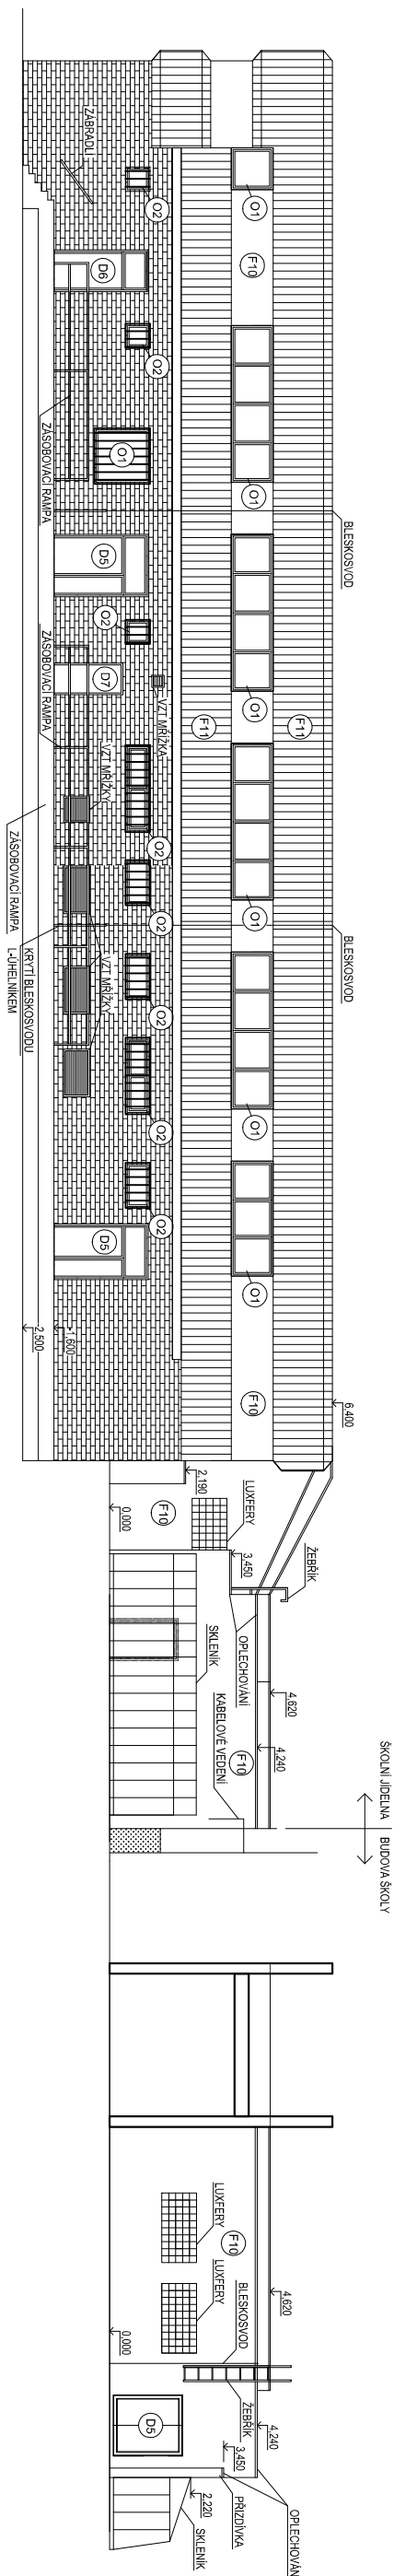 ZÁBRADLÍ
O2
O1
F10
D6
O2
O1
ZÁSOBOVACÍ RAMPA
O1
BLESKOSVOD
D5
O2
D7
ZÁSOBOVACÍ RAMPA
VZT MŘÍŽKA
O1
F11
F11
VZT MŘÍŽKY
O2
ZÁSOBOVACÍ RAMPA
O2
O1
BLESKOSVOD
KRYTÍ BLESKOSVODU
L-ÚHELNÍKEM
VZT MŘÍŽKY
O2
O2
O1
O2
D5
O1
-2,500
-1,600
F10
6,400
2,190
0,000
F10
LUXFERY
3,450
ŽEBŘÍK
SKLENÍK
OPLECHOVÁNÍ
4,620
4,240
KABELOVÉ VEDENÍ
F10
ŠKOLNÍ JÍDELNA
BUDOVA ŠKOLY
LUXFERY
F10
LUXFERY
4,620
0,000
BLESKOSVOD
ŽEBŘÍK
D5
4,240
3,450
2,220
OPLECHOVÁNÍ
PŘIZDÍVKA
SKLENÍK